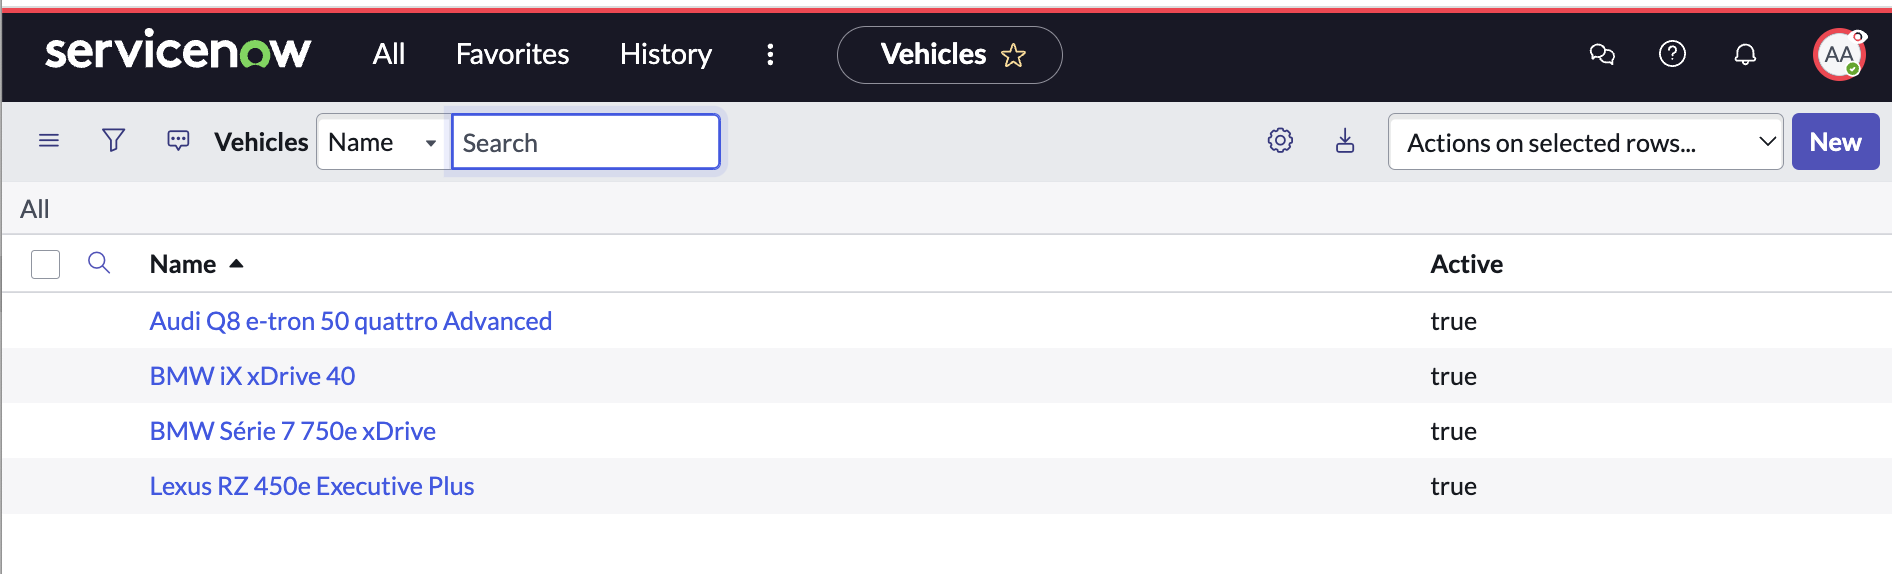 servicenow All Favorites History Vehicles AA
Vehicles Name Search Actions on selected rows... New
All
Name Active
Audi Q8 e-tron 50 quattro Advanced true
BMW iX xDrive 40 true
BMW Série 7 750e xDrive true
Lexus RZ 450e Executive Plus true